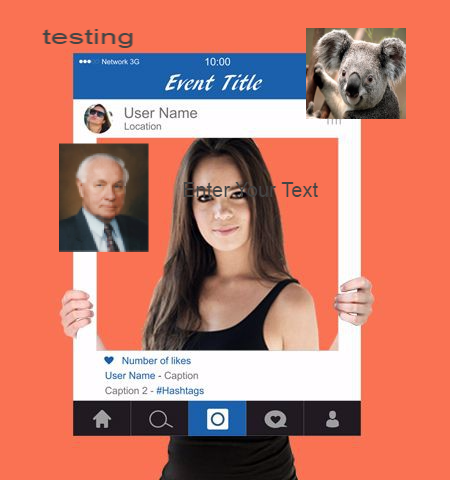 testing
Network 3G 10:00
Event Title
User Name
Location
Enter Your Text
Number of likes
User Name - Caption
Caption 2 - #Hashtags